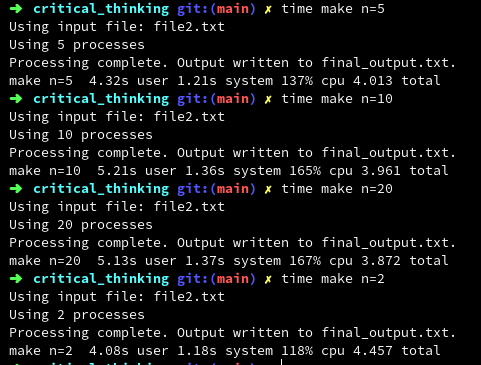 ➜ critical_thinking git:(main) ✗ time make n=5
Using input file: file2.txt
Using 5 processes
Processing complete. Output written to final_output.txt.
make n=5  4.32s user 1.21s system 137% cpu 4.013 total
➜ critical_thinking git:(main) ✗ time make n=10
Using input file: file2.txt
Using 10 processes
Processing complete. Output written to final_output.txt.
make n=10  5.21s user 1.36s system 165% cpu 3.961 total
➜ critical_thinking git:(main) ✗ time make n=20
Using input file: file2.txt
Using 20 processes
Processing complete. Output written to final_output.txt.
make n=20  5.13s user 1.37s system 167% cpu 3.872 total
➜ critical_thinking git:(main) ✗ time make n=2
Using input file: file2.txt
Using 2 processes
Processing complete. Output written to final_output.txt.
make n=2  4.08s user 1.18s system 118% cpu 4.457 total